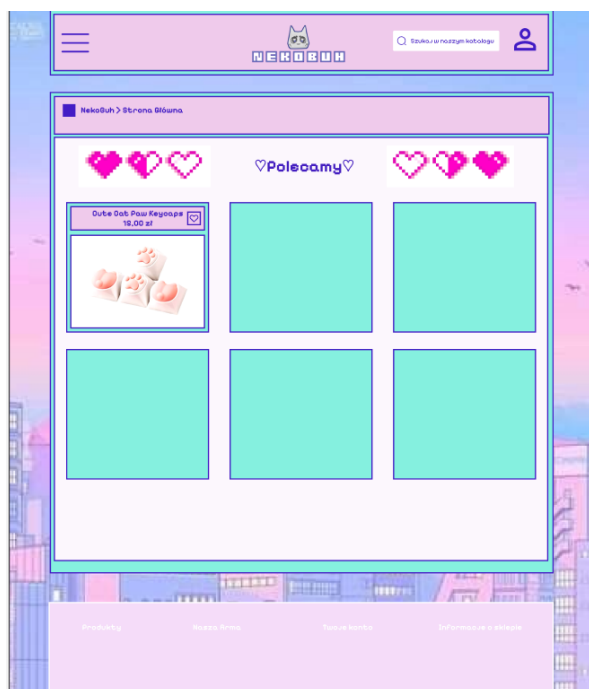 NEKOBUH
Szukaj w naszym katalogu
NekoBuh > Strona Główna
♡Polecamy♡
Cute Cat Paw Keycaps
19,00 zł
Produkty
Nasza firma
Twoje konto
Informacje o sklepie